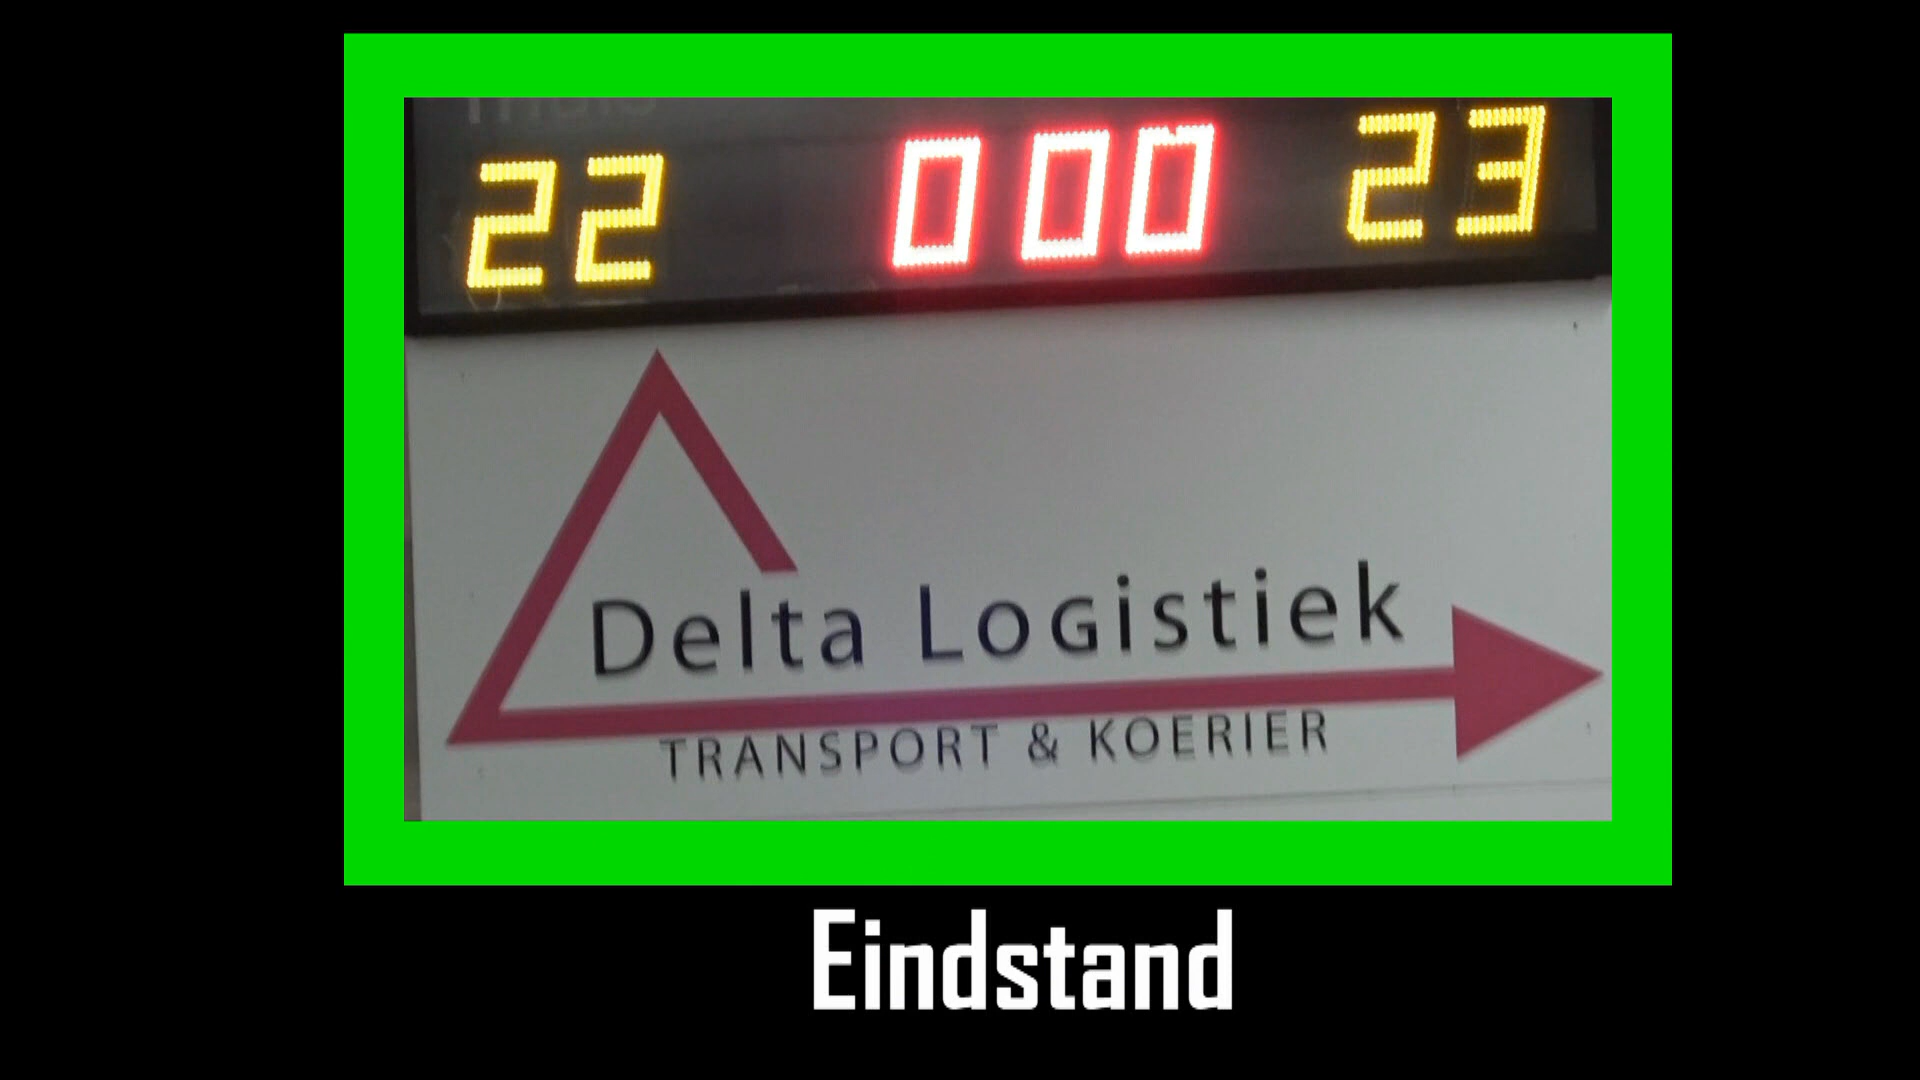 22 000 23
Delta Logistiek
TRANSPORT & KOERIER
Eindstand